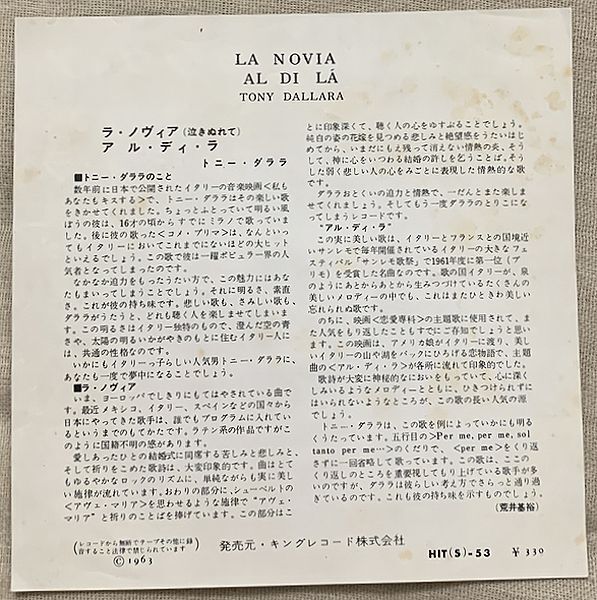 LA NOVIA
AL DI LÁ
TONY DALLARA
ラ・ノヴィア(泣きぬれて)
アル・ディ・ラ
トニー・ダララ
■トニー・ダララのこと
数年前に日本で公開されたイタリーの音楽映画<私も
あなたもキスする>で、トニー・ダララはその楽しい歌
をきかせてくれました。ちょっとふとっていて明るい風
ぼうの彼は、16才の頃からすでにミラノで歌っていま
した。後に彼の歌った<コメ・プリマ>は、なんといっ
てもイタリーにおいてこれまでにないほどの大ヒット
といえるでしょう。この歌で彼は一躍ポピュラー界の人
気者となってしまったのです。
なかなか迫力をもったうたい方で、この魅力にはあな
たもまいってしまうことでしょう。それに明るさ、素直
さ。これが彼の持ち味です。悲しい歌も、さみしい歌も、
ダララがうたうと、どれも聴く人を楽しませてしまいま
す。この明るさはイタリー独特のもので、澄んだ空の青
さや、太陽の明るいかがやきのもとに住むイタリー人に
は、共通の性格なのです。
いかにもイタリーっ子らしい人気男トニー・ダララに、
あなたも一度で夢中になることでしょう。
■ラ・ノヴィア
いま、ヨーロッパでしきりにもてはやされている曲で
す。最近メキシコ、イタリー、スペインなどの国々から
日本にやってきた歌手は、誰でもプログラムに入れてい
るというまでのもてかたです。ラテン系の作品ですがこ
のように国籍不明の感があります。
愛しあったひとの結婚式に同席する苦しみと悲しみと、
そして祈りをこめた歌詩は、大変印象的です。曲はとて
もゆるやかなロックのリズムに、単純ながらも実に美し
い施律が流れています。おわりの部分に、シューベルトの
<アヴェ・マリア>を思わせるような施律で“アヴェ・
マリア”と祈りのことばを捧げています。この部分はこ
とに印象深くて、聴く人の心をゆすぶることでしょう。
純白の姿の花嫁を見つめる悲しみと絶望感をうたいはじ
めてから、いまだにもえ残って消えない情熱の炎、そう
して、神に心をいつわる結婚の許しを乞うことば。そう
した弱く悲しい人の心をみごとに表現した情熱的な歌
です。
ダララおとくいの迫力と情熱で、一だんとまた楽しま
せてくれましょう。そしてもう一度ダララのとりこになっ
てしまうレコードです。
“アル・ディ・ラ”
この実に美しい歌は、イタリーとフランスとの国境近
いサンレモで毎年開催されているイタリーの大きなフェ
スティバル「サンレモ歌祭」で1961年度に第一位(プ
リモ)を受賞した名曲なのです。歌の国イタリーが、泉
のようにあとからあとから生みつづけているたくさんの
美しいメロディーの中でも、これはまたひときわ美しい
忘れられぬ歌です。
のちに、映画<恋愛専科>の主題歌に使用されて、ま
た人気をもり返したこともすでにご存知でしょうと思い
ます。この映画は、アメリカ娘がイタリーに渡り、美し
いイタリーの山や湖をバックにひろげる恋物語で、主題
曲の<アル・ディ・ラ>が各所に流れて印象的でした。
歌詩が大変に神秘的なにおいをもっていて、心に深く
しみいるようなメロディーとともに、ひきつけられずに
はいられないようなところが、この歌の長い人気の源
でしょう。
トニー・ダララは、この歌を例によっていかにも明る
くうたっています。五行目の>Per me, per me, sol
tanto per me…>のくだりで、<per me>をくり返
さずに一回省略して歌っています。この歌は、ここの
くり返しのところを重要視してもり上げている歌手が多
いのですが、ダララは彼らしい考え方でさらっと通り過
ぎているのです。これも彼の持ち味を示すものでしょう。
(荒井基裕)
(レコードから無断でテープその他に録
音することは法律で禁じられています)
© 1963
発売元・キングレコード株式会社
HIT(S)-53
¥ 330